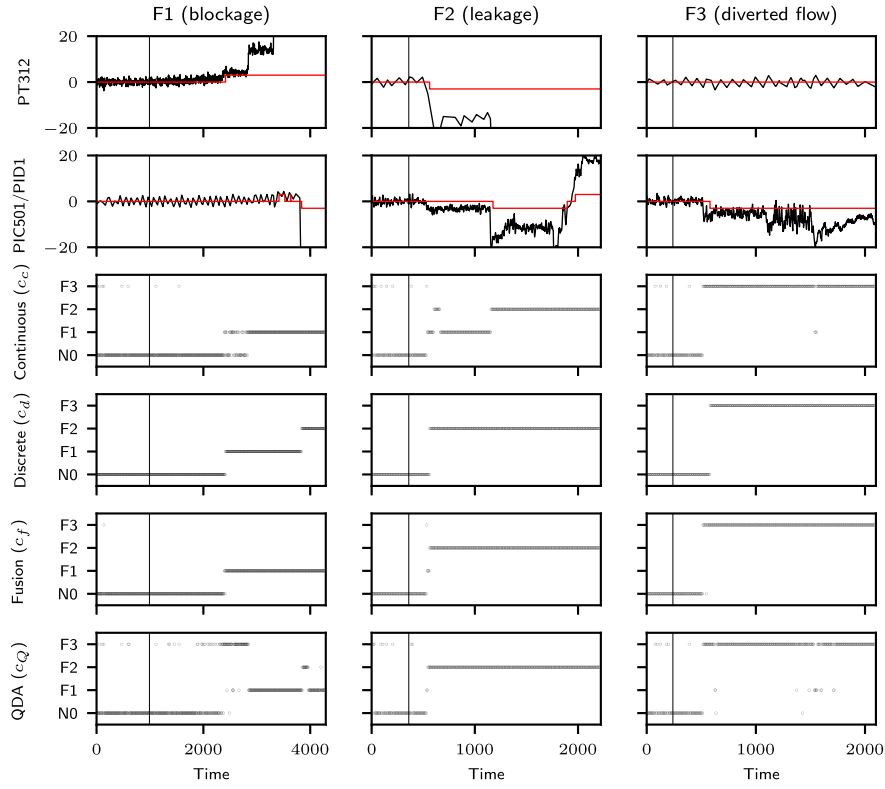 F1 (blockage) F2 (leakage) F3 (diverted flow)
PT312
20
0
−20
PIC501/PID1
20
0
−20
Continuous (c_c)
F3
F2
F1
N0
Discrete (c_d)
F3
F2
F1
N0
Fusion (c_f)
F3
F2
F1
N0
QDA (c_Q)
F3
F2
F1
N0
0 2000 4000 0 1000 2000 0 1000 2000
Time Time Time